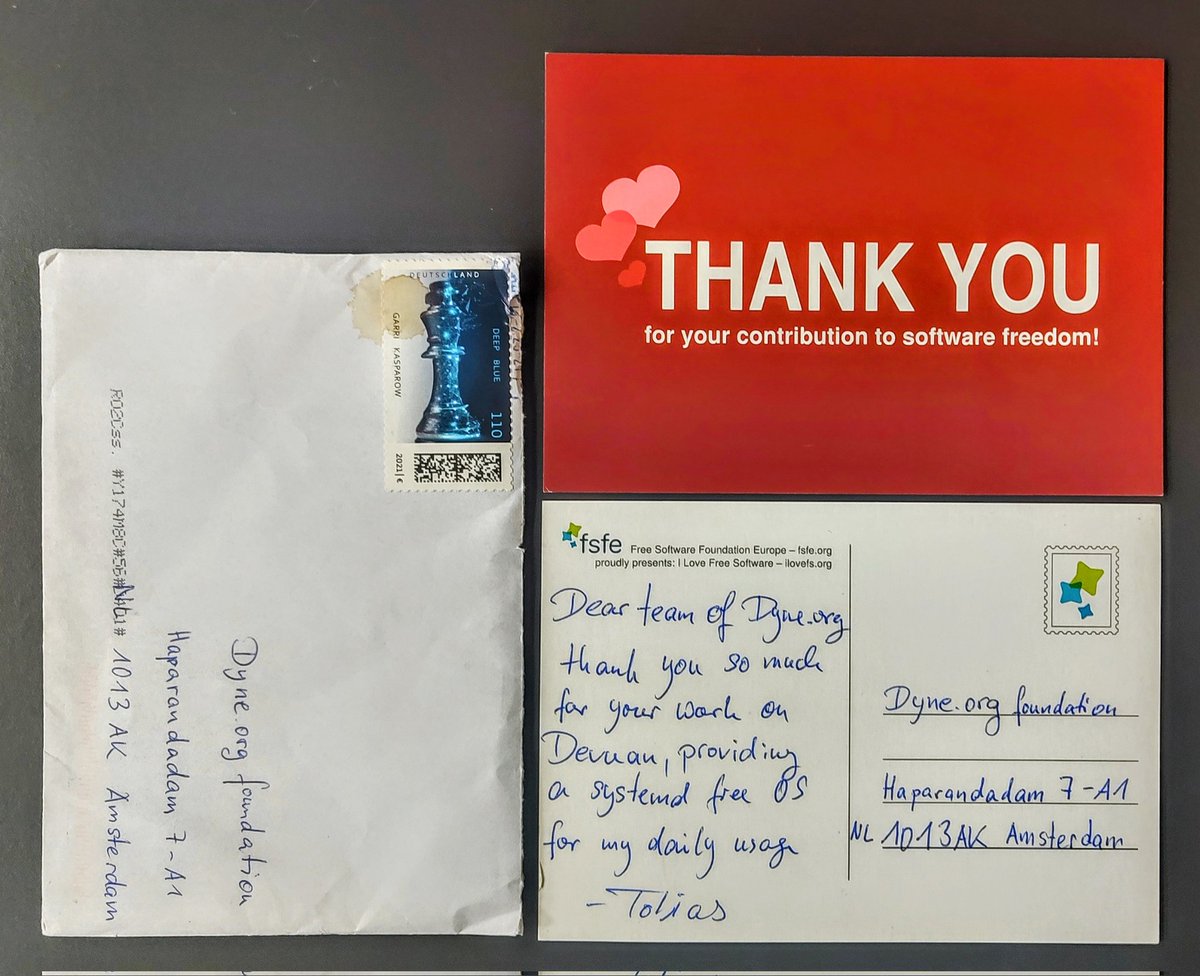 DEUTSCHLAND
GARRI KASPAROW
DEEP BLUE
110
2021 | €
Dyne.org foundation
Haparandadam 7-A1
1013 AK Amsterdam
THANK YOU
for your contribution to software freedom!
fsfe Free Software Foundation Europe – fsfe.org
proudly presents: I Love Free Software – ilovefs.org
Dear team of Dyne.org
thank you so much
for your work on
Devuan, providing
a systemd free OS
for my daily usage
- Tobias
Dyne.org foundation
Haparandadam 7-A1
NL 1013AK Amsterdam